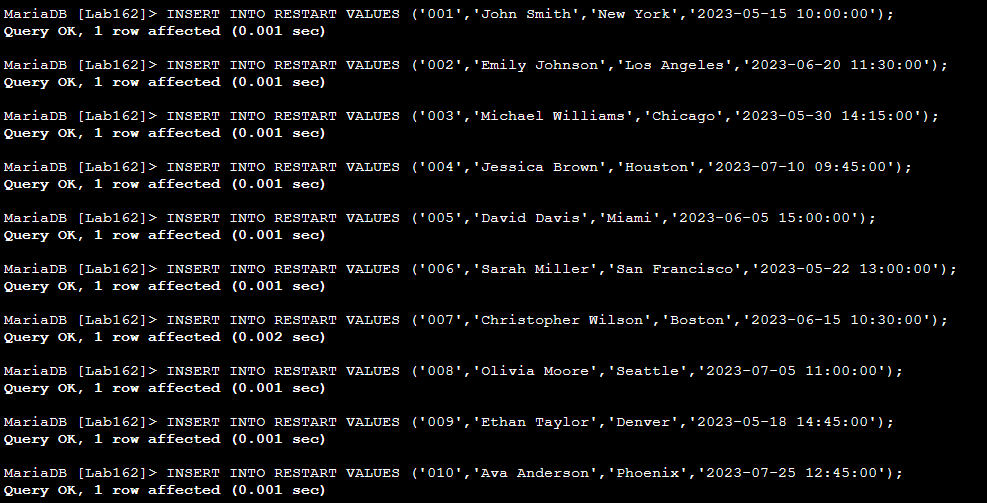 MariaDB [Lab162]> INSERT INTO RESTART VALUES ('001','John Smith','New York','2023-05-15 10:00:00');
Query OK, 1 row affected (0.001 sec)
MariaDB [Lab162]> INSERT INTO RESTART VALUES ('002','Emily Johnson','Los Angeles','2023-06-20 11:30:00');
Query OK, 1 row affected (0.001 sec)
MariaDB [Lab162]> INSERT INTO RESTART VALUES ('003','Michael Williams','Chicago','2023-05-30 14:15:00');
Query OK, 1 row affected (0.001 sec)
MariaDB [Lab162]> INSERT INTO RESTART VALUES ('004','Jessica Brown','Houston','2023-07-10 09:45:00');
Query OK, 1 row affected (0.001 sec)
MariaDB [Lab162]> INSERT INTO RESTART VALUES ('005','David Davis','Miami','2023-06-05 15:00:00');
Query OK, 1 row affected (0.001 sec)
MariaDB [Lab162]> INSERT INTO RESTART VALUES ('006','Sarah Miller','San Francisco','2023-05-22 13:00:00');
Query OK, 1 row affected (0.001 sec)
MariaDB [Lab162]> INSERT INTO RESTART VALUES ('007','Christopher Wilson','Boston','2023-06-15 10:30:00');
Query OK, 1 row affected (0.002 sec)
MariaDB [Lab162]> INSERT INTO RESTART VALUES ('008','Olivia Moore','Seattle','2023-07-05 11:00:00');
Query OK, 1 row affected (0.001 sec)
MariaDB [Lab162]> INSERT INTO RESTART VALUES ('009','Ethan Taylor','Denver','2023-05-18 14:45:00');
Query OK, 1 row affected (0.001 sec)
MariaDB [Lab162]> INSERT INTO RESTART VALUES ('010','Ava Anderson','Phoenix','2023-07-25 12:45:00');
Query OK, 1 row affected (0.001 sec)